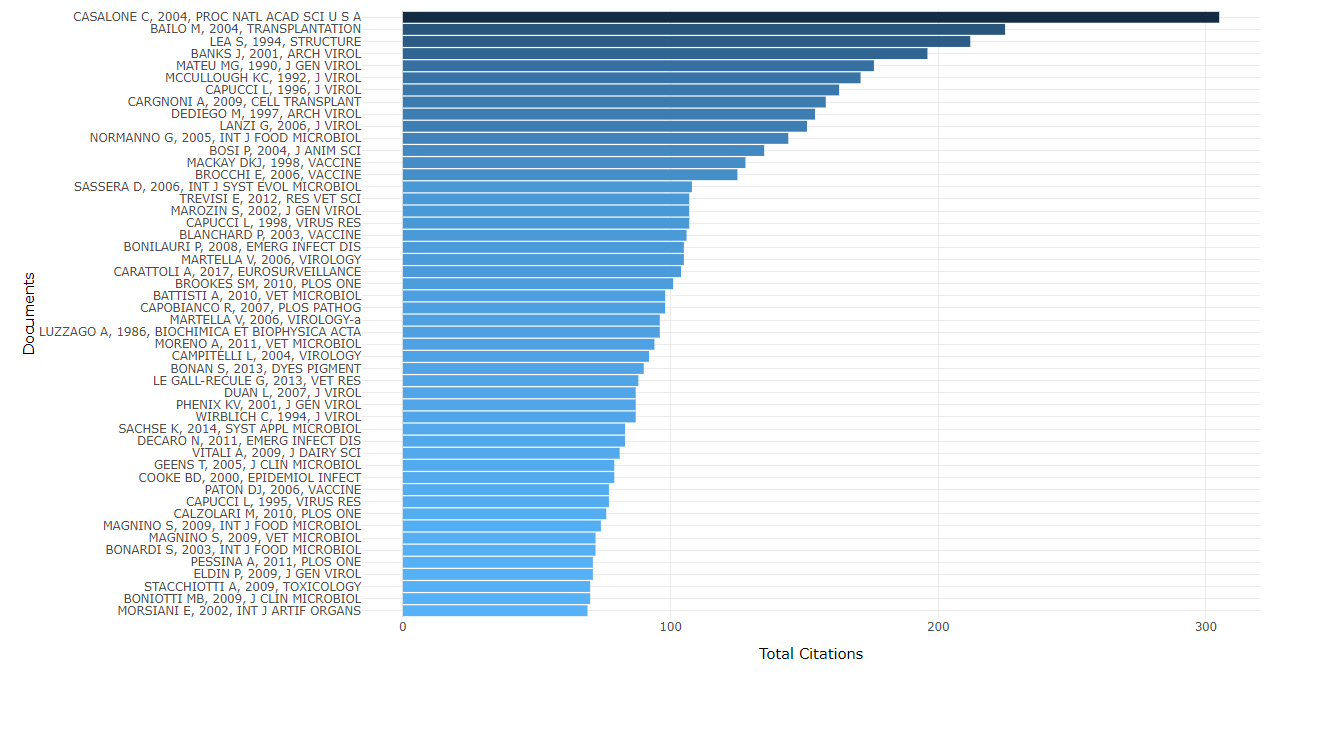 CASALONE C, 2004, PROC NATL ACAD SCI U S A
BAILO M, 2004, TRANSPLANTATION
LEA S, 1994, STRUCTURE
BANKS J, 2001, ARCH VIROL
MATEU MG, 1990, J GEN VIROL
MCCULLOUGH KC, 1992, J VIROL
CAPUCCI L, 1996, J VIROL
CARGNONI A, 2009, CELL TRANSPLANT
DEDIEGO M, 1997, ARCH VIROL
LANZI G, 2006, J VIROL
NORMANNO G, 2005, INT J FOOD MICROBIOL
BOSI P, 2004, J ANIM SCI
MACKAY DKJ, 1998, VACCINE
BROCCHI E, 2006, VACCINE
SASSERA D, 2006, INT J SYST EVOL MICROBIOL
TREVISI E, 2012, RES VET SCI
MAROZIN S, 2002, J GEN VIROL
CAPUCCI L, 1998, VIRUS RES
BLANCHARD P, 2003, VACCINE
BONILAURI P, 2008, EMERG INFECT DIS
MARTELLA V, 2006, VIROLOGY
CARATTOLI A, 2017, EUROSURVEILLANCE
BROOKES SM, 2010, PLOS ONE
BATTISTI A, 2010, VET MICROBIOL
CAPOBIANCO R, 2007, PLOS PATHOG
MARTELLA V, 2006, VIROLOGY-a
LUZZAGO A, 1986, BIOCHIMICA ET BIOPHYSICA ACTA
MORENO A, 2011, VET MICROBIOL
CAMPITELLI L, 2004, VIROLOGY
BONAN S, 2013, DYES PIGMENT
LE GALL-RECULE G, 2013, VET RES
DUAN L, 2007, J VIROL
PHENIX KV, 2001, J GEN VIROL
WIRBLICH C, 1994, J VIROL
SACHSE K, 2014, SYST APPL MICROBIOL
DECARO N, 2011, EMERG INFECT DIS
VITALI A, 2009, J DAIRY SCI
GEENS T, 2005, J CLIN MICROBIOL
COOKE BD, 2000, EPIDEMIOL INFECT
PATON DJ, 2006, VACCINE
CAPUCCI L, 1995, VIRUS RES
CALZOLARI M, 2010, PLOS ONE
MAGNINO S, 2009, INT J FOOD MICROBIOL
MAGNINO S, 2009, VET MICROBIOL
BONARDI S, 2003, INT J FOOD MICROBIOL
PESSINA A, 2011, PLOS ONE
ELDIN P, 2009, J GEN VIROL
STACCHIOTTI A, 2009, TOXICOLOGY
BONIOTTI MB, 2009, J CLIN MICROBIOL
MORSIANI E, 2002, INT J ARTIF ORGANS
Documents
0 100 200 300
Total Citations